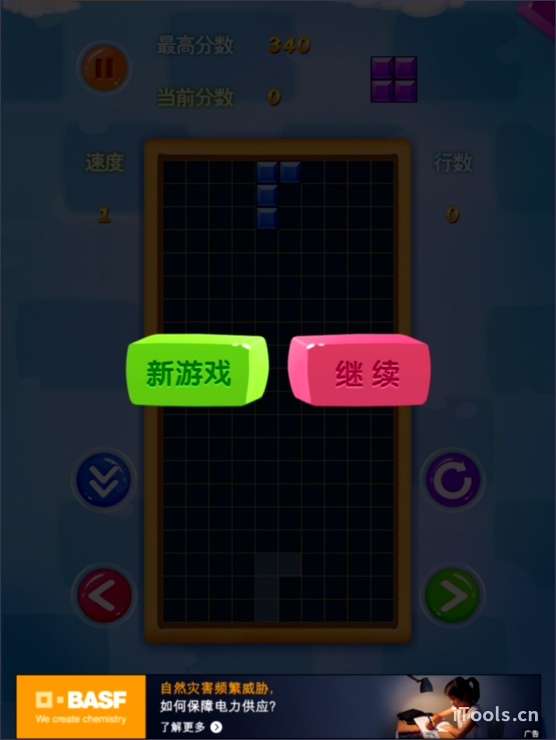 最高分数 340
当前分数 0
速度
行数
1
0
新游戏
继续
BASF
We create chemistry
自然灾害频繁威胁，
如何保障电力供应？
了解更多
iTools.cn
广告